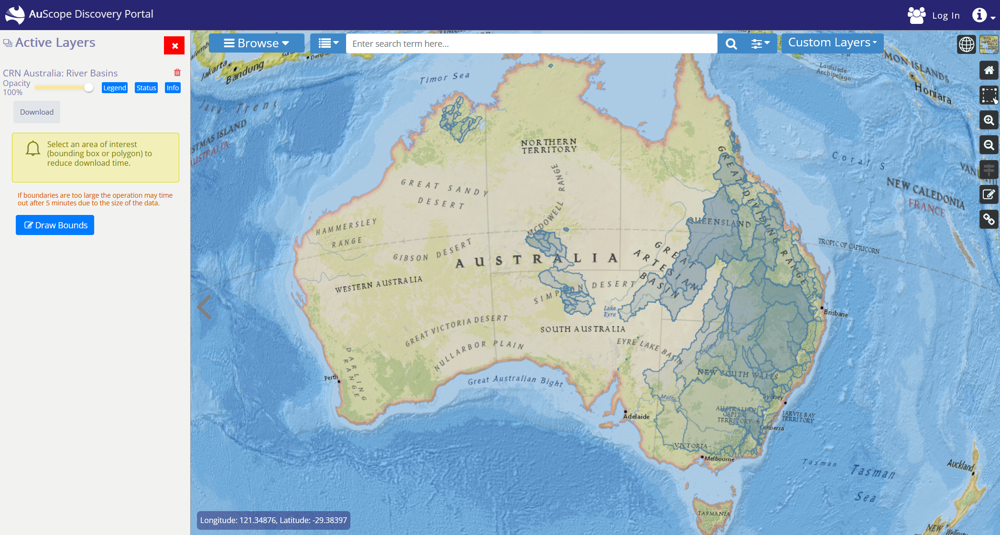 AuScope Discovery Portal
Log In
Active Layers
CRN Australia: River Basins
Opacity
100%
Legend
Status
Info
Download
Select an area of interest
(bounding box or polygon) to
reduce download time.
If boundaries are too large the operation may time
out after 5 minutes due to the size of the data.
Draw Bounds
Browse
Enter search term here...
Custom Layers
Jakarta
Bandung
Timor Sea
Louisiade
Archipelago
MON ISLANDS
Honiara
Java Trent
STMAS ISLAND
AUSTRALIA
NORTHERN
TERRITORY
Coral S
VAN
NEW CALEDONIA
FRANCE
GREAT SANDY
DESERT
MCDOWELL RANGE
GREAT DIVIDING RANGE
QUEENSLAND
HAMMERSLEY
RANGE
GIBSON DESERT
TROPIC OF CAPRICORN
AUSTRALIA
GREAT
ARTESIAN
BASIN
WESTERN AUSTRALIA
SIMPSON DESERT
Lake
Eyre
Brisbane
GREAT VICTORIA DESERT
SOUTH AUSTRALIA
EYRE LAKE BASIN
Darling
NULLARBOR PLAIN
DARLING
RANGE
Perth
NEW SOUTH WALES
Great Australian Bight
Murray
Sydney
Adelaide
AUSTRALIAN
CAPITAL
TERRITORY
JARVIS BAY
TERRITORY
Canberra
VICTORIA
Melbourne
Tasman
Tasman
Sea
Auckland
TASMANIA
NEW
Wellington
Longitude: 121.34876, Latitude: -29.38397